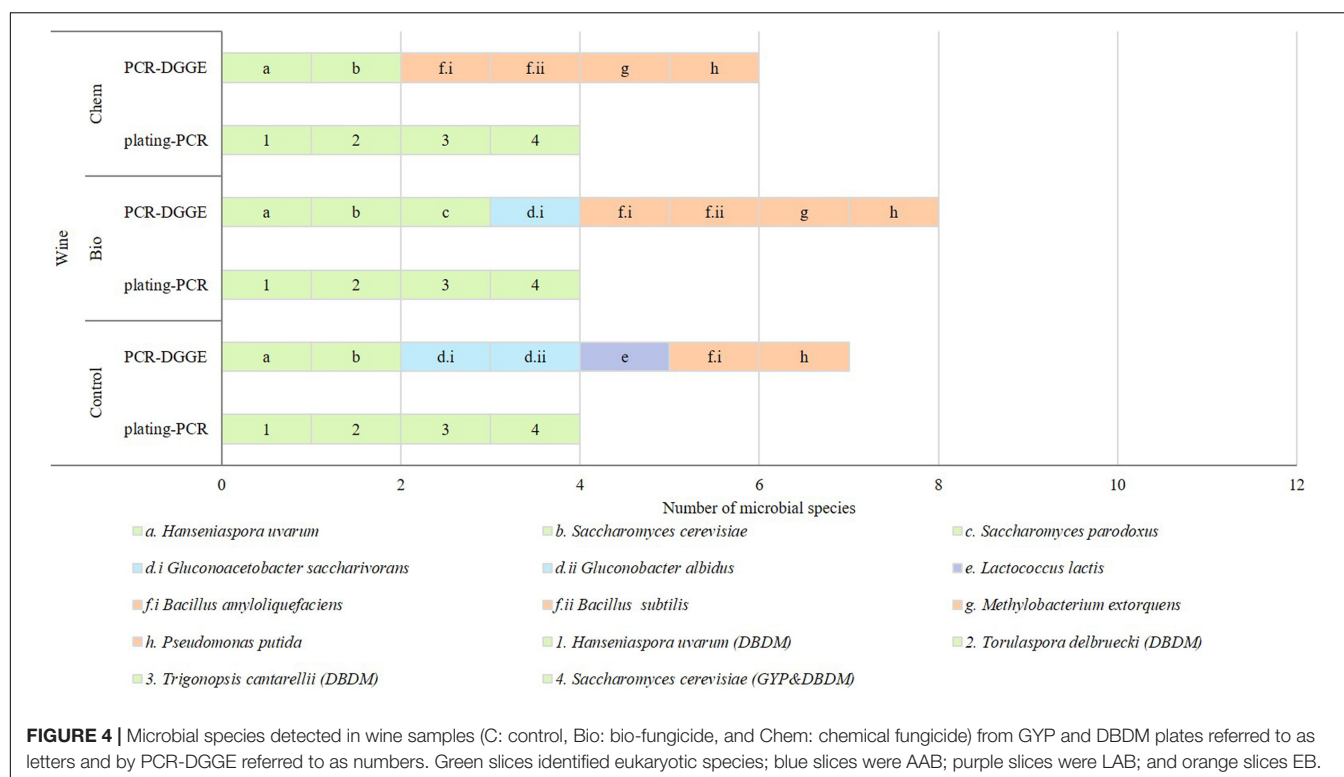 Wine
Chem
PCR-DGGE
a b f.i f.ii g h
plating-PCR
1 2 3 4
Bio
PCR-DGGE
a b c d.i f.i f.ii g h
plating-PCR
1 2 3 4
Control
PCR-DGGE
a b d.i d.ii e f.i h
plating-PCR
1 2 3 4
0 2 4 6 8 10 12
Number of microbial species
a. Hanseniaspora uvarum b. Saccharomyces cerevisiae c. Saccharomyces parodoxus
d.i Gluconoacetobacter saccharivorans d.ii Gluconobacter albidus e. Lactococcus lactis
f.i Bacillus amyloliquefaciens f.ii Bacillus subtilis g. Methylobacterium extorquens
h. Pseudomonas putida 1. Hanseniaspora uvarum (DBDM) 2. Torulaspora delbruecki (DBDM)
3. Trigonopsis cantarellii (DBDM) 4. Saccharomyces cerevisiae (GYP&DBDM)
FIGURE 4 | Microbial species detected in wine samples (C: control, Bio: bio-fungicide, and Chem: chemical fungicide) from GYP and DBDM plates referred to as
letters and by PCR-DGGE referred to as numbers. Green slices identified eukaryotic species; blue slices were AAB; purple slices were LAB; and orange slices EB.